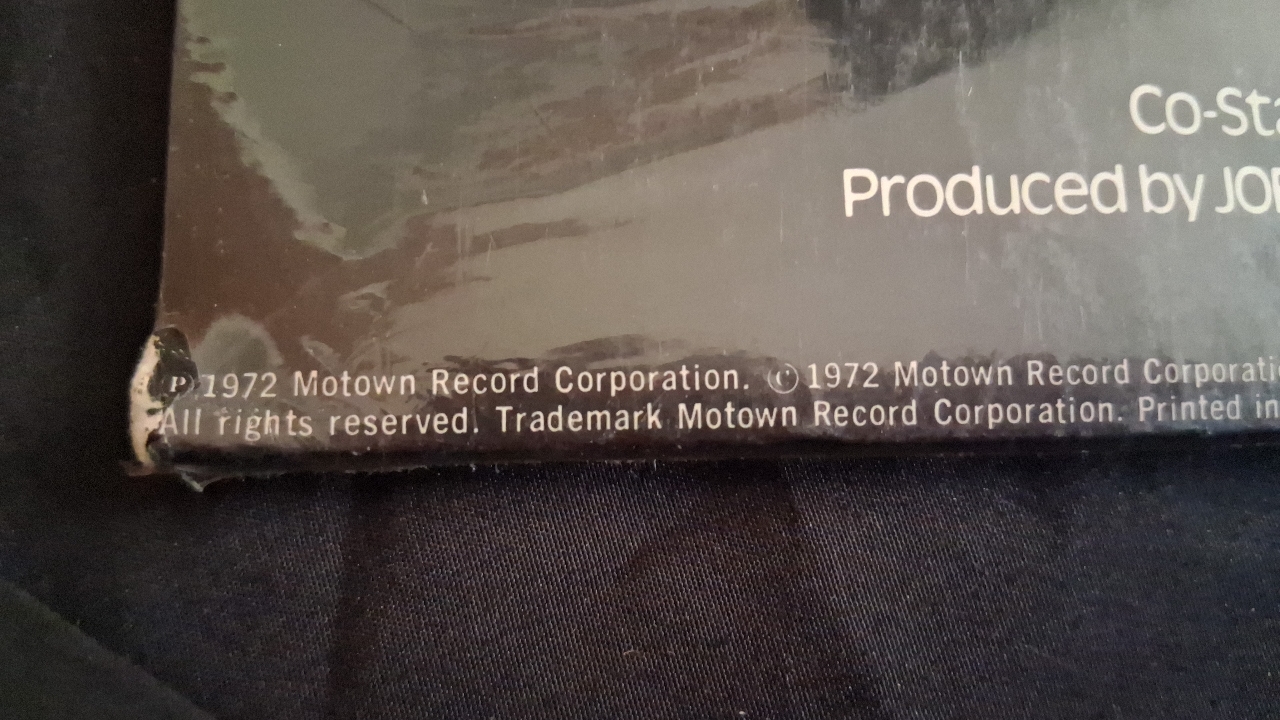 Co-Sta
Produced by JO
Ⓟ 1972 Motown Record Corporation. © 1972 Motown Record Corporati
All rights reserved. Trademark Motown Record Corporation. Printed in